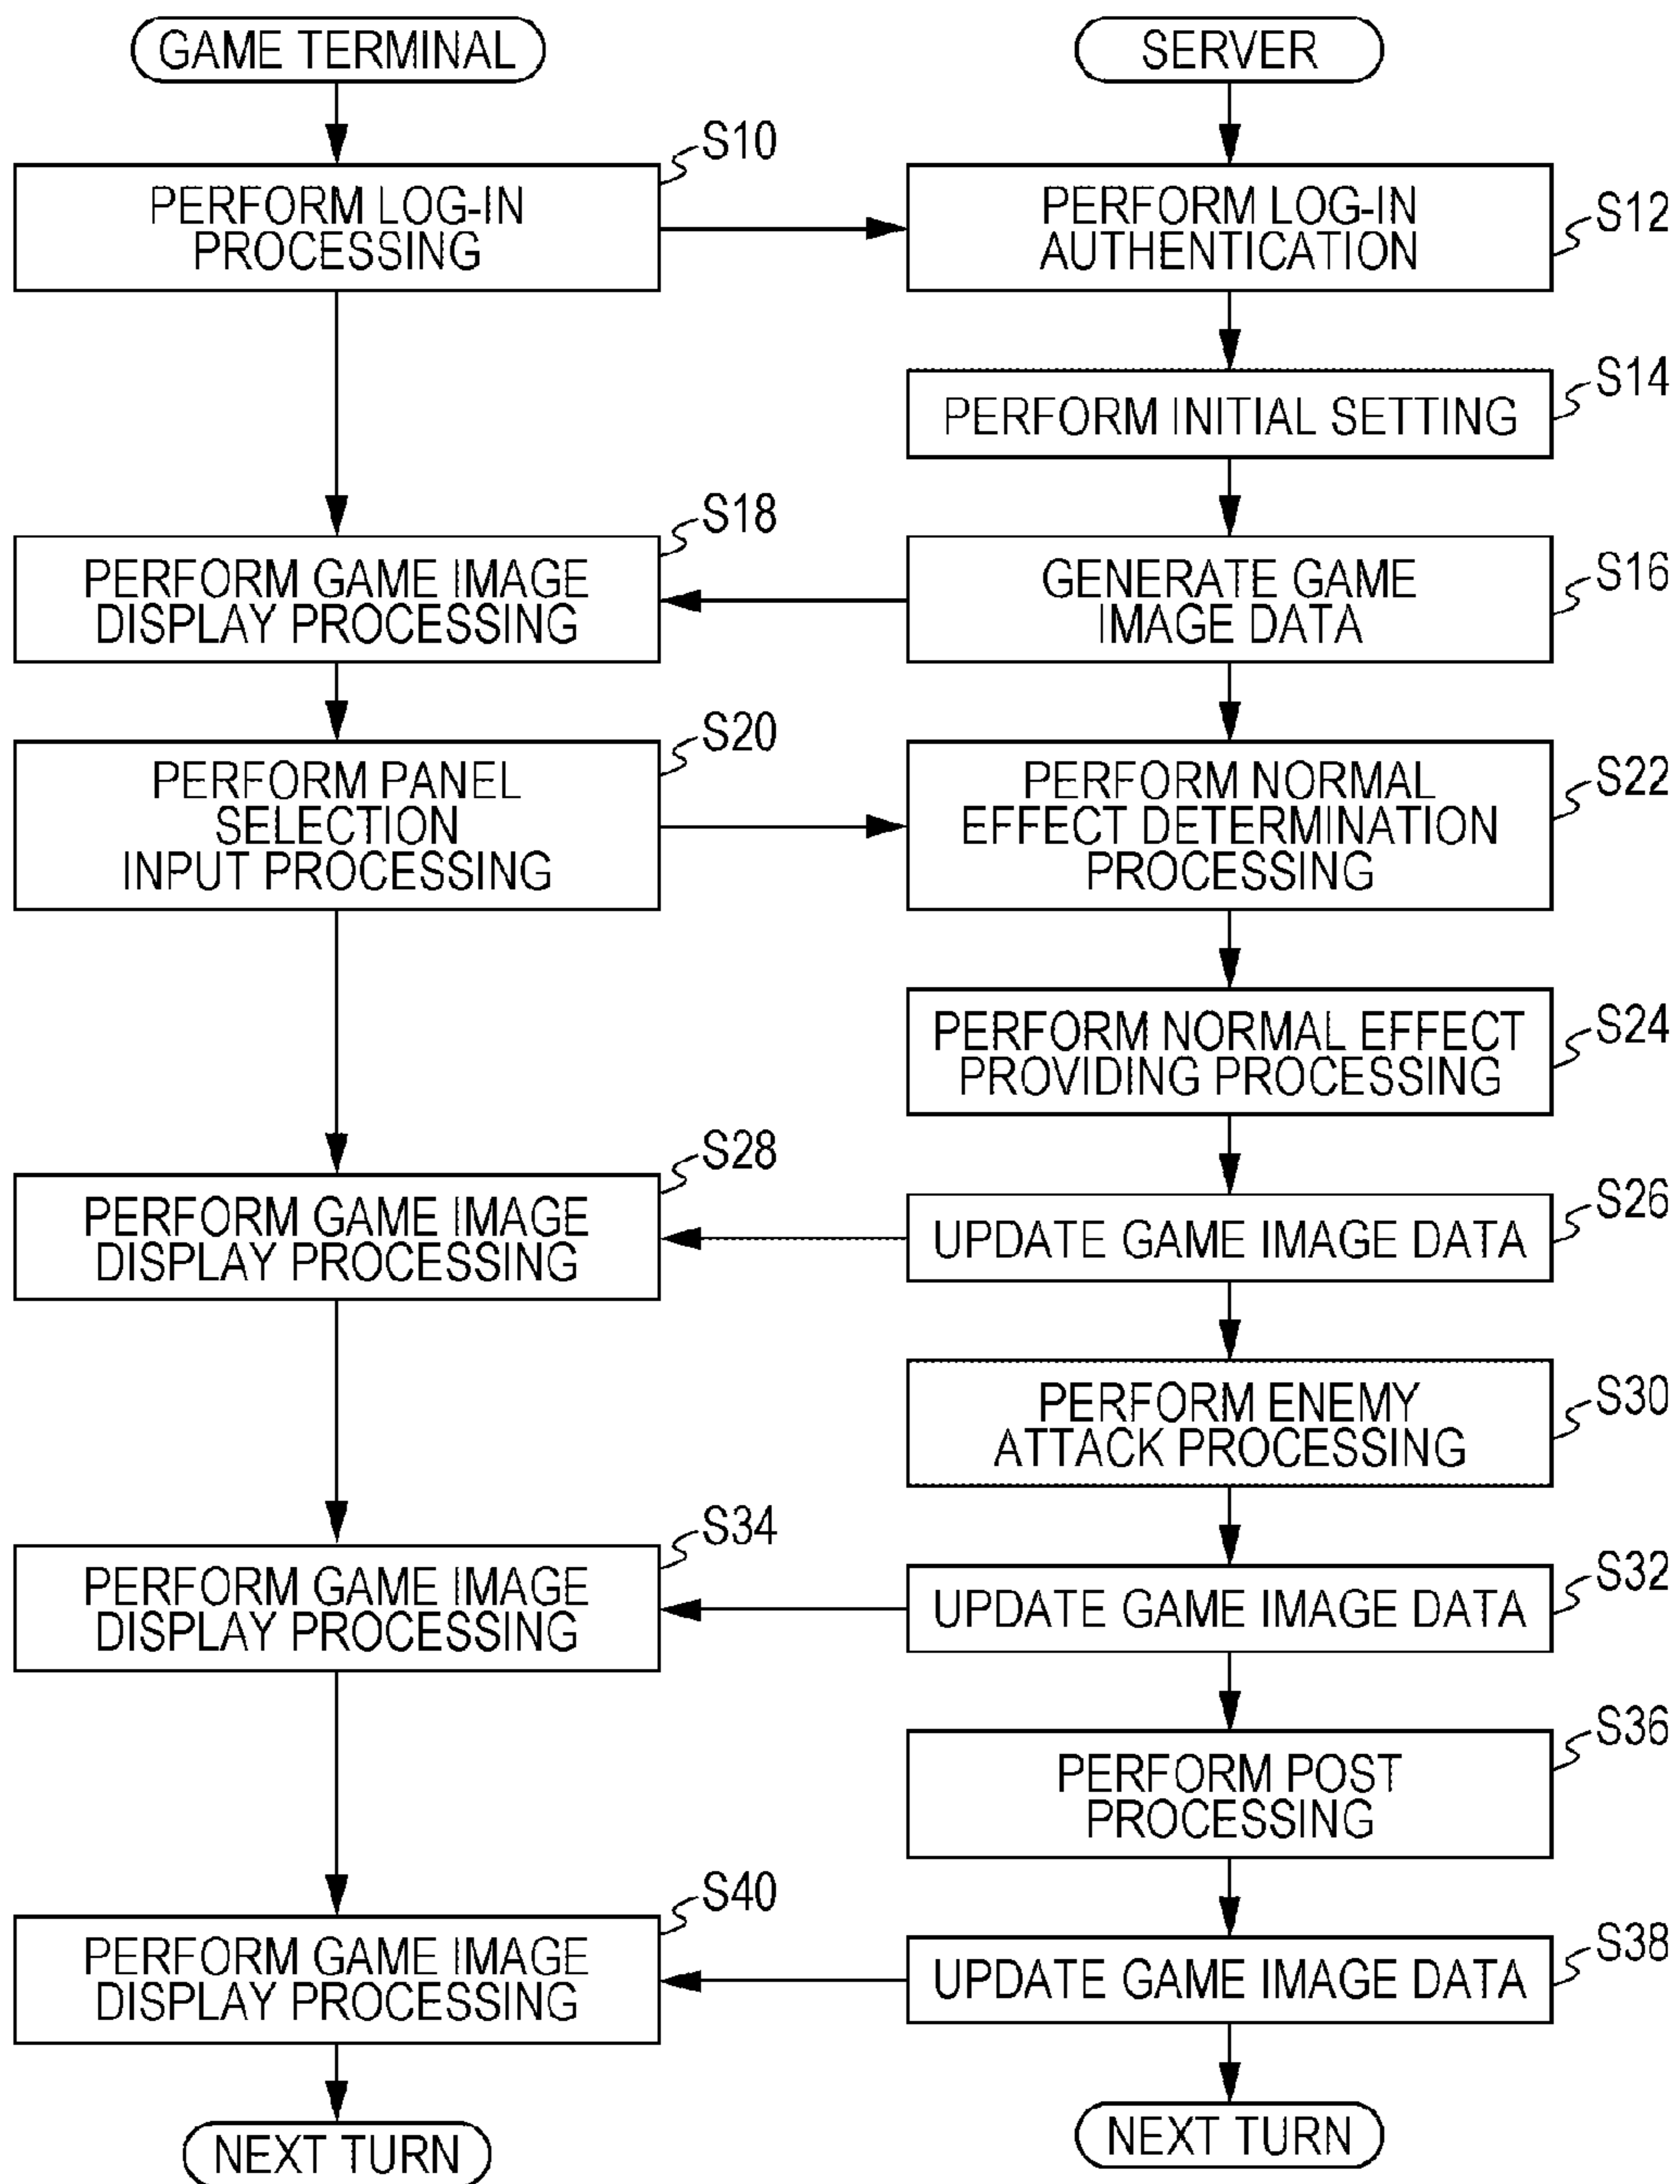 GAME TERMINAL
SERVER
S10
PERFORM LOG-IN
PROCESSING
PERFORM LOG-IN
AUTHENTICATION
S12
PERFORM INITIAL SETTING
S14
S18
PERFORM GAME IMAGE
DISPLAY PROCESSING
GENERATE GAME
IMAGE DATA
S16
S20
PERFORM PANEL
SELECTION
INPUT PROCESSING
PERFORM NORMAL
EFFECT DETERMINATION
PROCESSING
S22
PERFORM NORMAL EFFECT
PROVIDING PROCESSING
S24
S28
PERFORM GAME IMAGE
DISPLAY PROCESSING
UPDATE GAME IMAGE DATA
S26
PERFORM ENEMY
ATTACK PROCESSING
S30
S34
PERFORM GAME IMAGE
DISPLAY PROCESSING
UPDATE GAME IMAGE DATA
S32
PERFORM POST
PROCESSING
S36
S40
PERFORM GAME IMAGE
DISPLAY PROCESSING
UPDATE GAME IMAGE DATA
S38
NEXT TURN
NEXT TURN